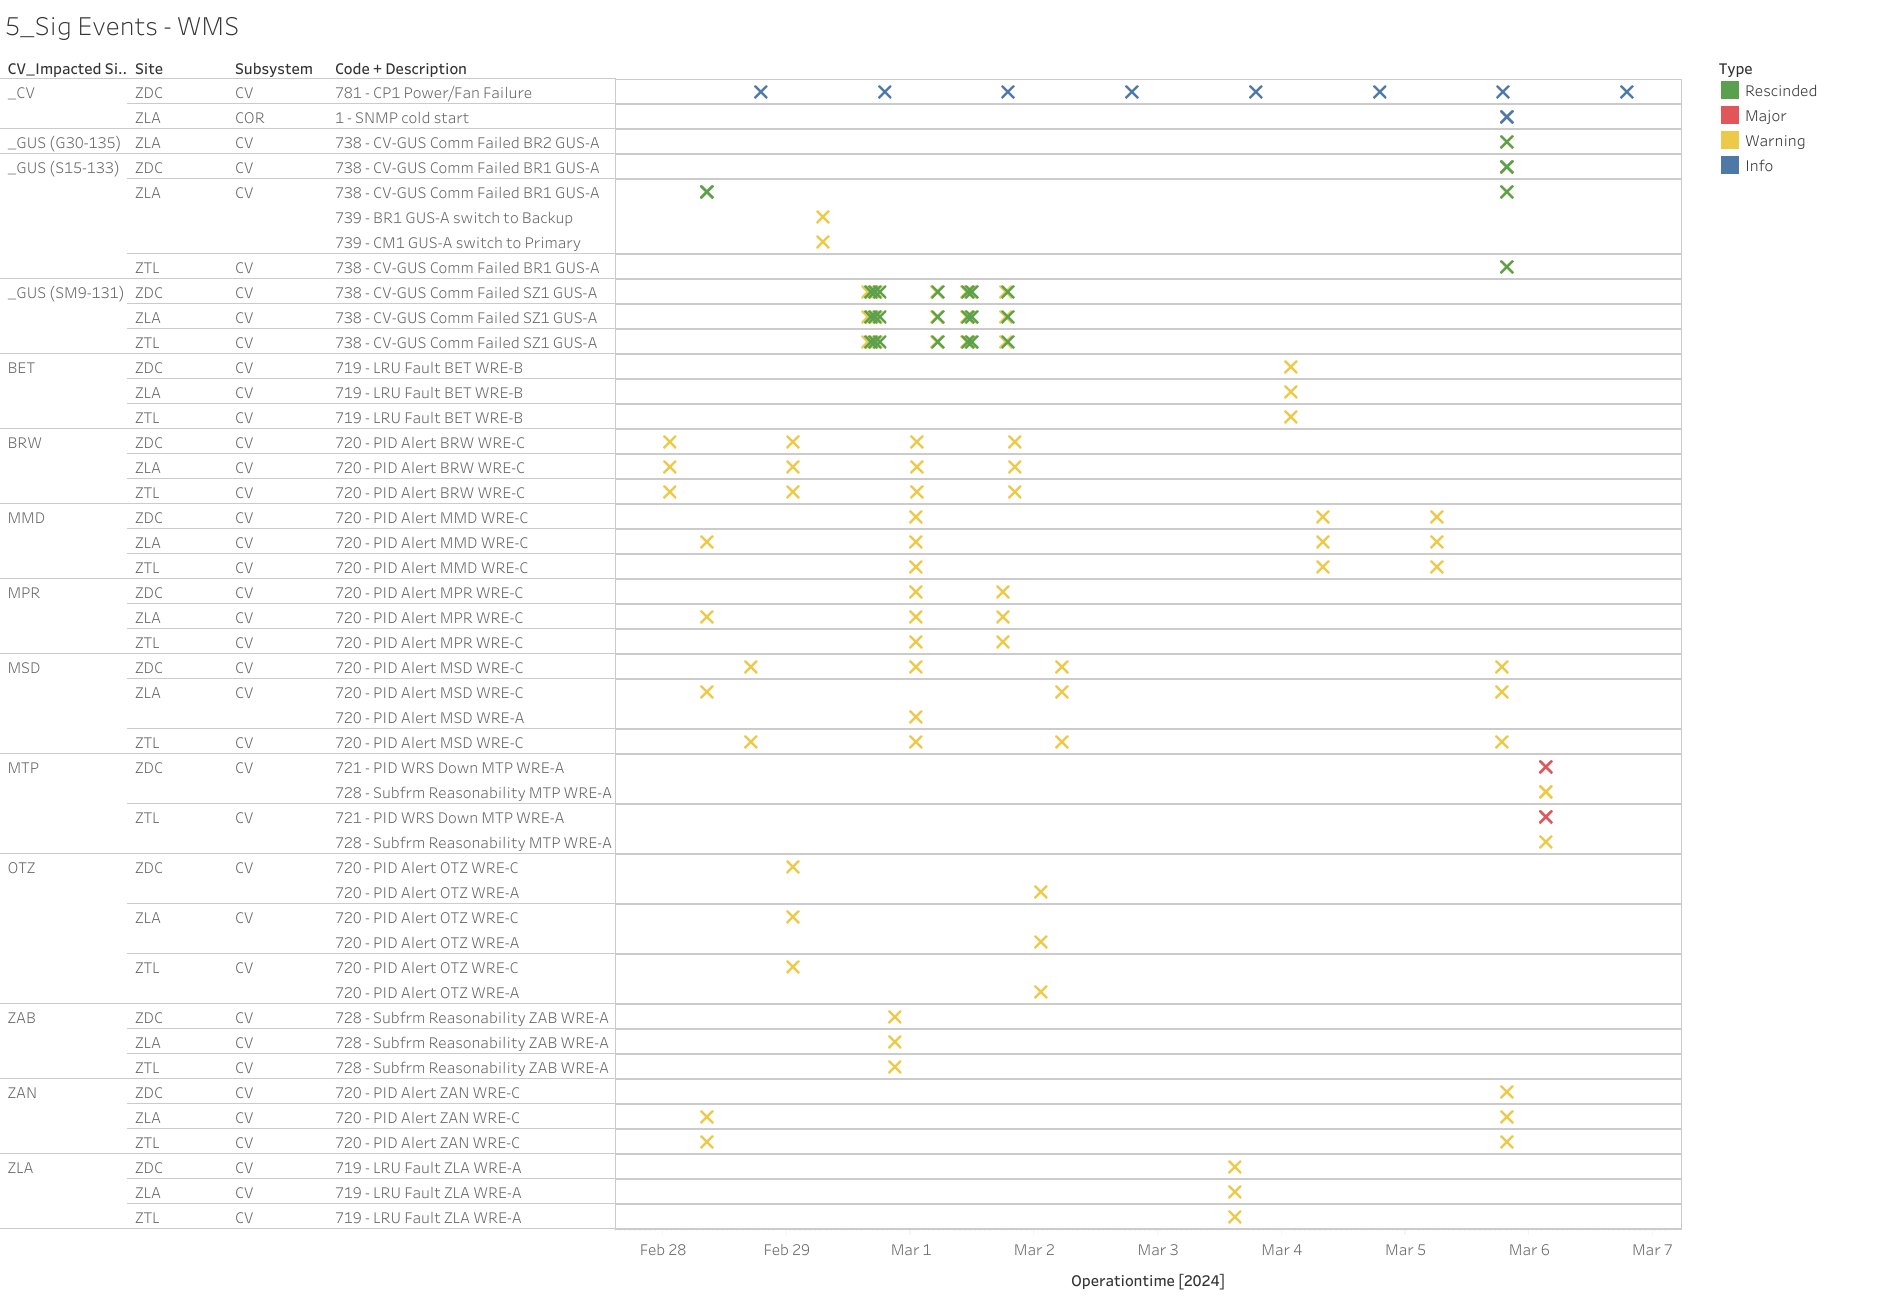 5_Sig Events - WMS
CV_Impacted Si.. Site Subsystem Code + Description
Type
_CV ZDC CV 781 - CP1 Power/Fan Failure
Rescinded
ZLA COR 1 - SNMP cold start
Major
_GUS (G30-135) ZLA CV 738 - CV-GUS Comm Failed BR2 GUS-A
Warning
_GUS (S15-133) ZDC CV 738 - CV-GUS Comm Failed BR1 GUS-A
Info
ZLA CV 738 - CV-GUS Comm Failed BR1 GUS-A
739 - BR1 GUS-A switch to Backup
739 - CM1 GUS-A switch to Primary
ZTL CV 738 - CV-GUS Comm Failed BR1 GUS-A
_GUS (SM9-131) ZDC CV 738 - CV-GUS Comm Failed SZ1 GUS-A
ZLA CV 738 - CV-GUS Comm Failed SZ1 GUS-A
ZTL CV 738 - CV-GUS Comm Failed SZ1 GUS-A
BET ZDC CV 719 - LRU Fault BET WRE-B
ZLA CV 719 - LRU Fault BET WRE-B
ZTL CV 719 - LRU Fault BET WRE-B
BRW ZDC CV 720 - PID Alert BRW WRE-C
ZLA CV 720 - PID Alert BRW WRE-C
ZTL CV 720 - PID Alert BRW WRE-C
MMD ZDC CV 720 - PID Alert MMD WRE-C
ZLA CV 720 - PID Alert MMD WRE-C
ZTL CV 720 - PID Alert MMD WRE-C
MPR ZDC CV 720 - PID Alert MPR WRE-C
ZLA CV 720 - PID Alert MPR WRE-C
ZTL CV 720 - PID Alert MPR WRE-C
MSD ZDC CV 720 - PID Alert MSD WRE-C
ZLA CV 720 - PID Alert MSD WRE-C
720 - PID Alert MSD WRE-A
ZTL CV 720 - PID Alert MSD WRE-C
MTP ZDC CV 721 - PID WRS Down MTP WRE-A
728 - Subfrm Reasonability MTP WRE-A
ZTL CV 721 - PID WRS Down MTP WRE-A
728 - Subfrm Reasonability MTP WRE-A
OTZ ZDC CV 720 - PID Alert OTZ WRE-C
720 - PID Alert OTZ WRE-A
ZLA CV 720 - PID Alert OTZ WRE-C
720 - PID Alert OTZ WRE-A
ZTL CV 720 - PID Alert OTZ WRE-C
720 - PID Alert OTZ WRE-A
ZAB ZDC CV 728 - Subfrm Reasonability ZAB WRE-A
ZLA CV 728 - Subfrm Reasonability ZAB WRE-A
ZTL CV 728 - Subfrm Reasonability ZAB WRE-A
ZAN ZDC CV 720 - PID Alert ZAN WRE-C
ZLA CV 720 - PID Alert ZAN WRE-C
ZTL CV 720 - PID Alert ZAN WRE-C
ZLA ZDC CV 719 - LRU Fault ZLA WRE-A
ZLA CV 719 - LRU Fault ZLA WRE-A
ZTL CV 719 - LRU Fault ZLA WRE-A
Feb 28 Feb 29 Mar 1 Mar 2 Mar 3 Mar 4 Mar 5 Mar 6 Mar 7
Operationtime [2024]